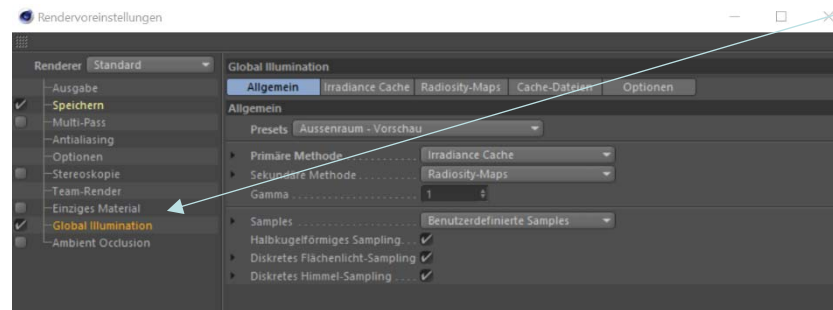 Rendervoreinstellungen
Renderer Standard
Ausgabe
Speichern
Multi-Pass
Antialiasing
Optionen
Stereoskopie
Team-Render
Einziges Material
Global Illumination
Ambient Occlusion
Global Illumination
Allgemein Irradiance Cache Radiosity-Maps Cache-Dateien Optionen
Allgemein
Presets Aussenraum - Vorschau
Primäre Methode . . . . . . . . . . . Irradiance Cache
Sekundäre Methode . . . . . . . . . Radiosity-Maps
Gamma . . . . . . . . . . . . . . . . . . . 1
Samples . . . . . . . . . . . . . . . . . . Benutzerdefinierte Samples
Halbkugelförmiges Sampling. . .
Diskretes Flächenlicht-Sampling
Diskretes Himmel-Sampling . . . .